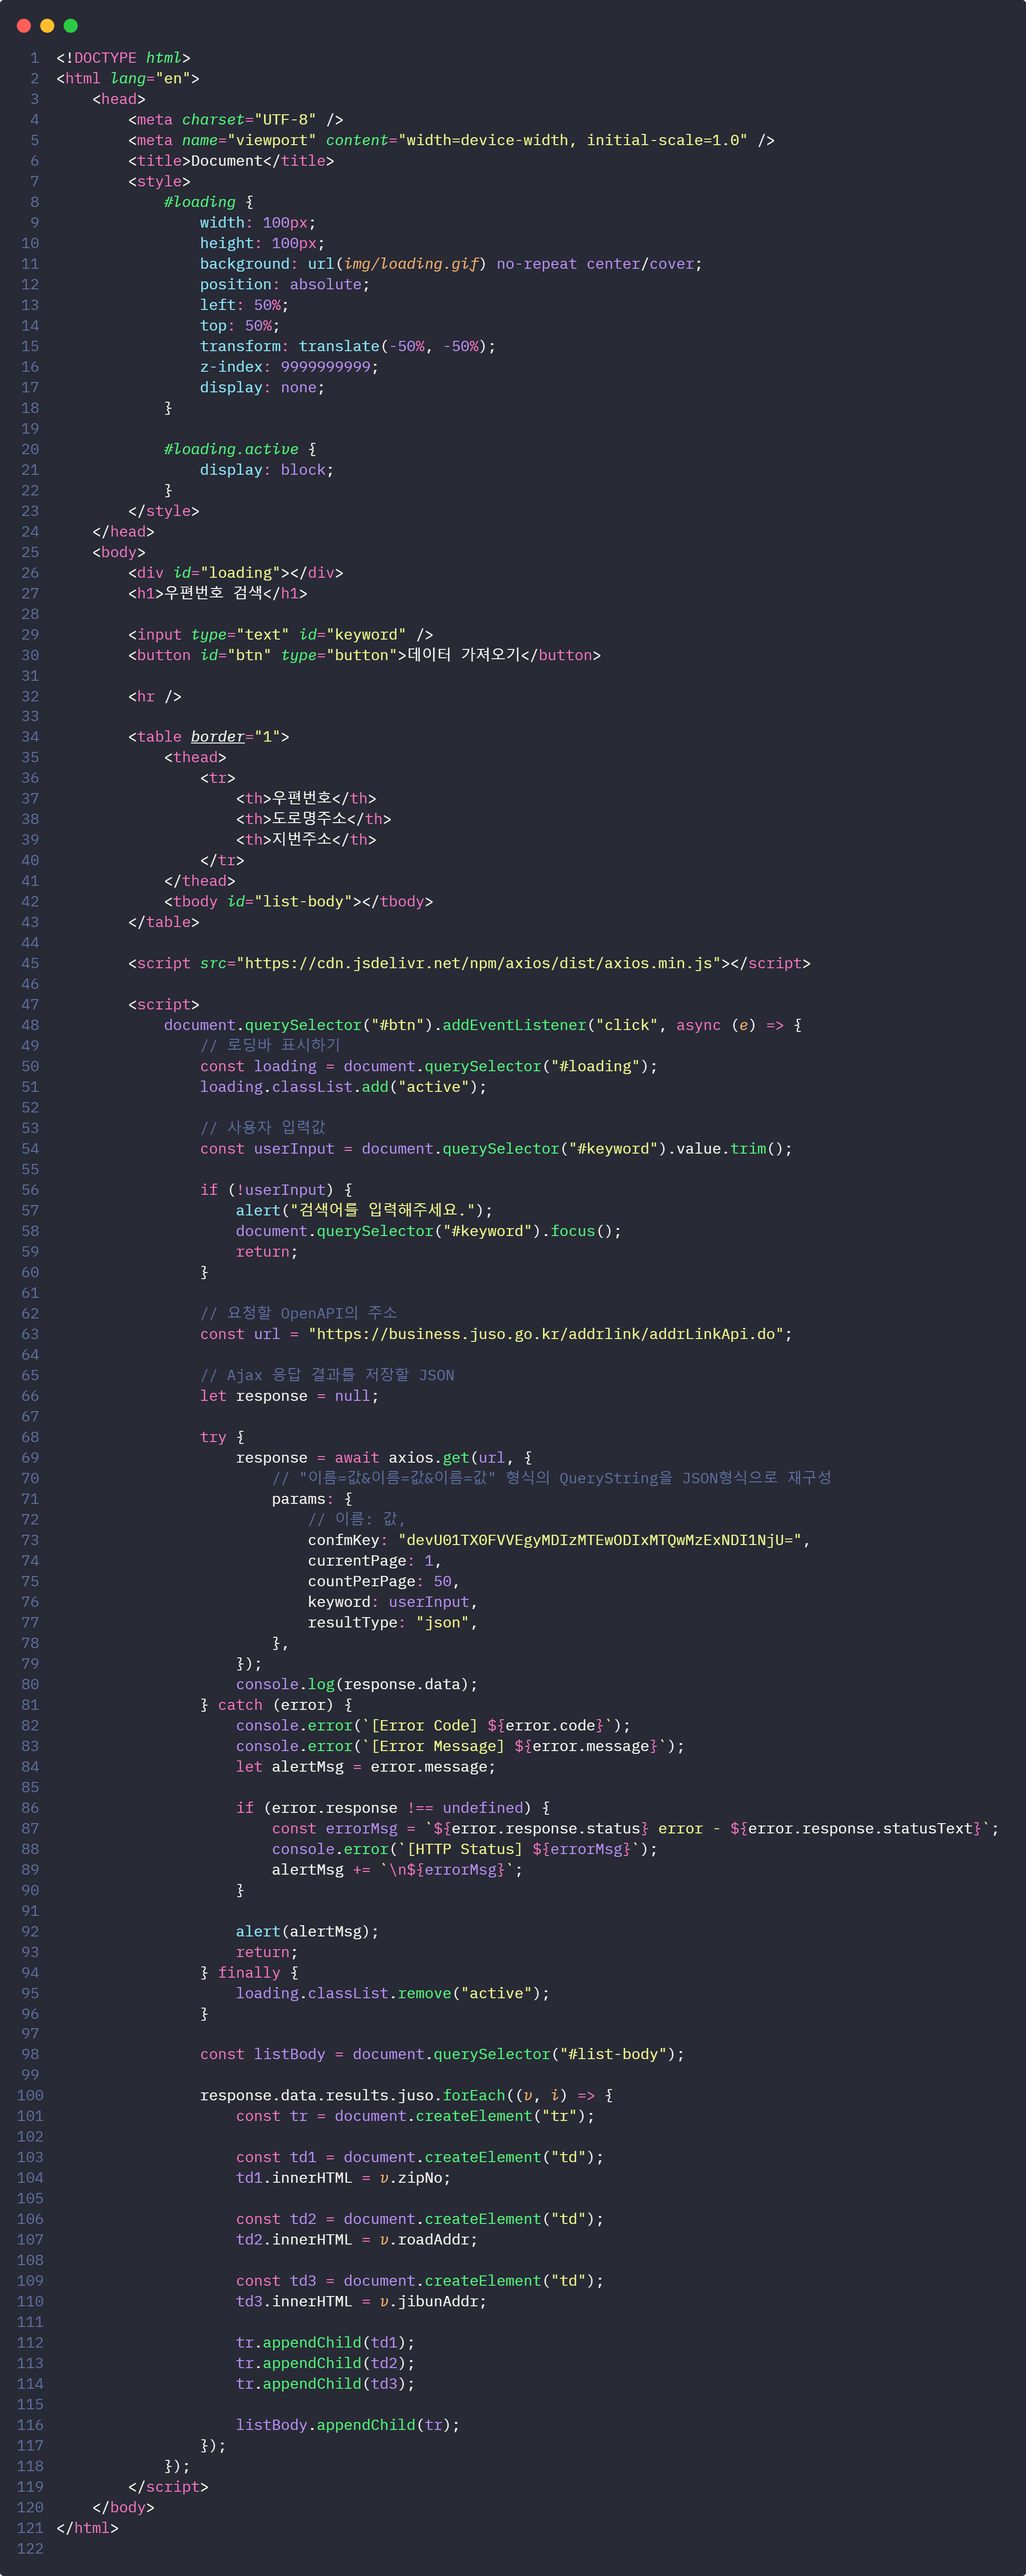 1 <!DOCTYPE html>
2 <html lang="en">
3     <head>
4         <meta charset="UTF-8" />
5         <meta name="viewport" content="width=device-width, initial-scale=1.0" />
6         <title>Document</title>
7         <style>
8             #loading {
9                 width: 100px;
10                 height: 100px;
11                 background: url(img/loading.gif) no-repeat center/cover;
12                 position: absolute;
13                 left: 50%;
14                 top: 50%;
15                 transform: translate(-50%, -50%);
16                 z-index: 9999999999;
17                 display: none;
18             }
19
20             #loading.active {
21                 display: block;
22             }
23         </style>
24     </head>
25     <body>
26         <div id="loading"></div>
27         <h1>우편번호 검색</h1>
28
29         <input type="text" id="keyword" />
30         <button id="btn" type="button">데이터 가져오기</button>
31
32         <hr />
33
34         <table border="1">
35             <thead>
36                 <tr>
37                     <th>우편번호</th>
38                     <th>도로명주소</th>
39                     <th>지번주소</th>
40                 </tr>
41             </thead>
42             <tbody id="list-body"></tbody>
43         </table>
44
45         <script src="https://cdn.jsdelivr.net/npm/axios/dist/axios.min.js"></script>
46
47         <script>
48             document.querySelector("#btn").addEventListener("click", async (e) => {
49                 // 로딩바 표시하기
50                 const loading = document.querySelector("#loading");
51                 loading.classList.add("active");
52
53                 // 사용자 입력값
54                 const userInput = document.querySelector("#keyword").value.trim();
55
56                 if (!userInput) {
57                     alert("검색어를 입력해주세요.");
58                     document.querySelector("#keyword").focus();
59                     return;
60                 }
61
62                 // 요청할 OpenAPI의 주소
63                 const url = "https://business.juso.go.kr/addrlink/addrLinkApi.do";
64
65                 // Ajax 응답 결과를 저장할 JSON
66                 let response = null;
67
68                 try {
69                     response = await axios.get(url, {
70                         // "이름=값&이름=값&이름=값" 형식의 QueryString을 JSON형식으로 재구성
71                         params: {
72                             // 이름: 값,
73                             confmKey: "devU01TX0FVVEgyMDIzMTEwODIxMTQwMzExNDI1NjU=",
74                             currentPage: 1,
75                             countPerPage: 50,
76                             keyword: userInput,
77                             resultType: "json",
78                         },
79                     });
80                     console.log(response.data);
81                 } catch (error) {
82                     console.error(`[Error Code] ${error.code}`);
83                     console.error(`[Error Message] ${error.message}`);
84                     let alertMsg = error.message;
85
86                     if (error.response !== undefined) {
87                         const errorMsg = `${error.response.status} error - ${error.response.statusText}`;
88                         console.error(`[HTTP Status] ${errorMsg}`);
89                         alertMsg += `\n${errorMsg}`;
90                     }
91
92                     alert(alertMsg);
93                     return;
94                 } finally {
95                     loading.classList.remove("active");
96                 }
97
98                 const listBody = document.querySelector("#list-body");
99
100                 response.data.results.juso.forEach((v, i) => {
101                     const tr = document.createElement("tr");
102
103                     const td1 = document.createElement("td");
104                     td1.innerHTML = v.zipNo;
105
106                     const td2 = document.createElement("td");
107                     td2.innerHTML = v.roadAddr;
108
109                     const td3 = document.createElement("td");
110                     td3.innerHTML = v.jibunAddr;
111
112                     tr.appendChild(td1);
113                     tr.appendChild(td2);
114                     tr.appendChild(td3);
115
116                     listBody.appendChild(tr);
117                 });
118             });
119         </script>
120     </body>
121 </html>
122